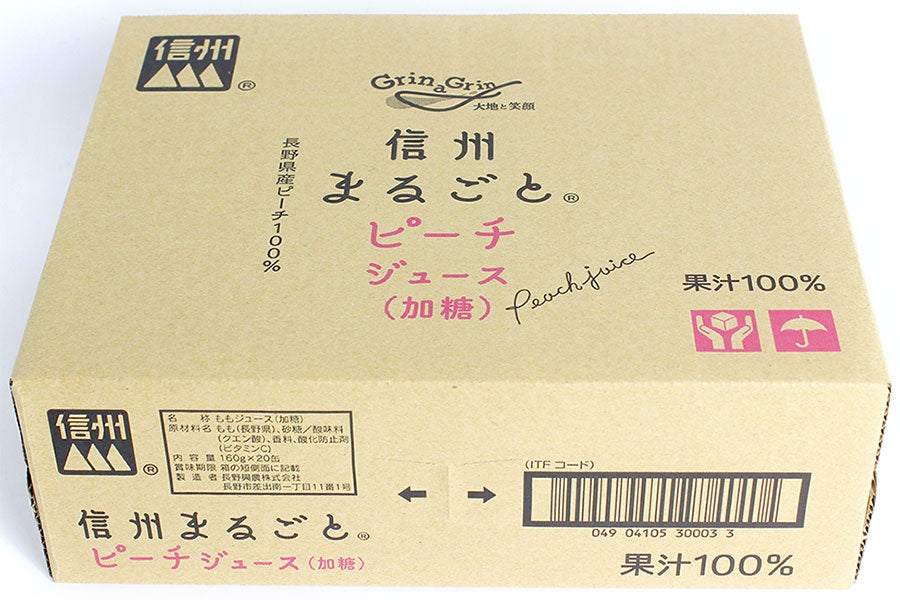 信州
®
Grin a Grin
大地と笑顔
長野県産ピーチ100%
信州
まるごと®
ピーチ
ジュース
(加糖)
Peach juice
果汁100%
信州
®
名 称 ももジュース(加糖)
原材料名 もも(長野県)、砂糖/酸味料
(クエン酸)、香料、酸化防止剤
(ビタミンC)
内 容 量 160g×20缶
賞味期限 箱の短側面に記載
製 造 者 長野興農株式会社
長野市差出南一丁目11番1号
信州まるごと®
ピーチジュース(加糖)
(ITFコード)
049 04105 30003 3
果汁100%